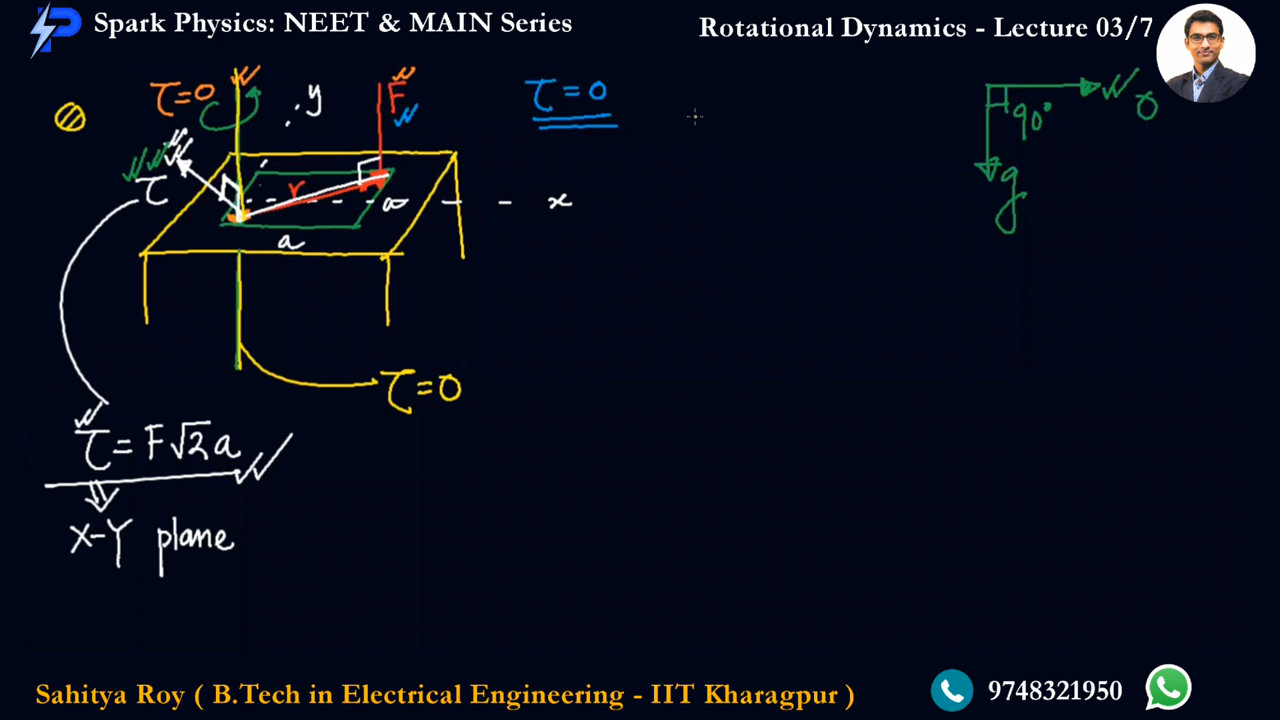 Spark Physics: NEET & MAIN Series
Rotational Dynamics - Lecture 03/7
τ=0
y
F
τ=0
90°
0
g
τ
r
a
x
a
τ=0
τ=F√2a
X-Y plane
Sahitya Roy ( B.Tech in Electrical Engineering - IIT Kharagpur )
9748321950